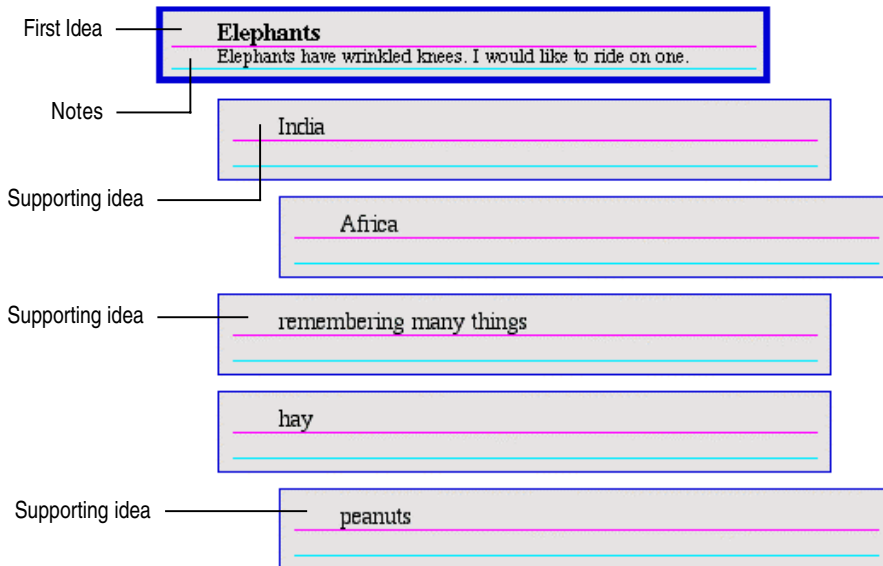 First Idea
Elephants
Elephants have wrinkled knees. I would like to ride on one.
Notes
India
Supporting idea
Africa
Supporting idea
remembering many things
hay
Supporting idea
peanuts